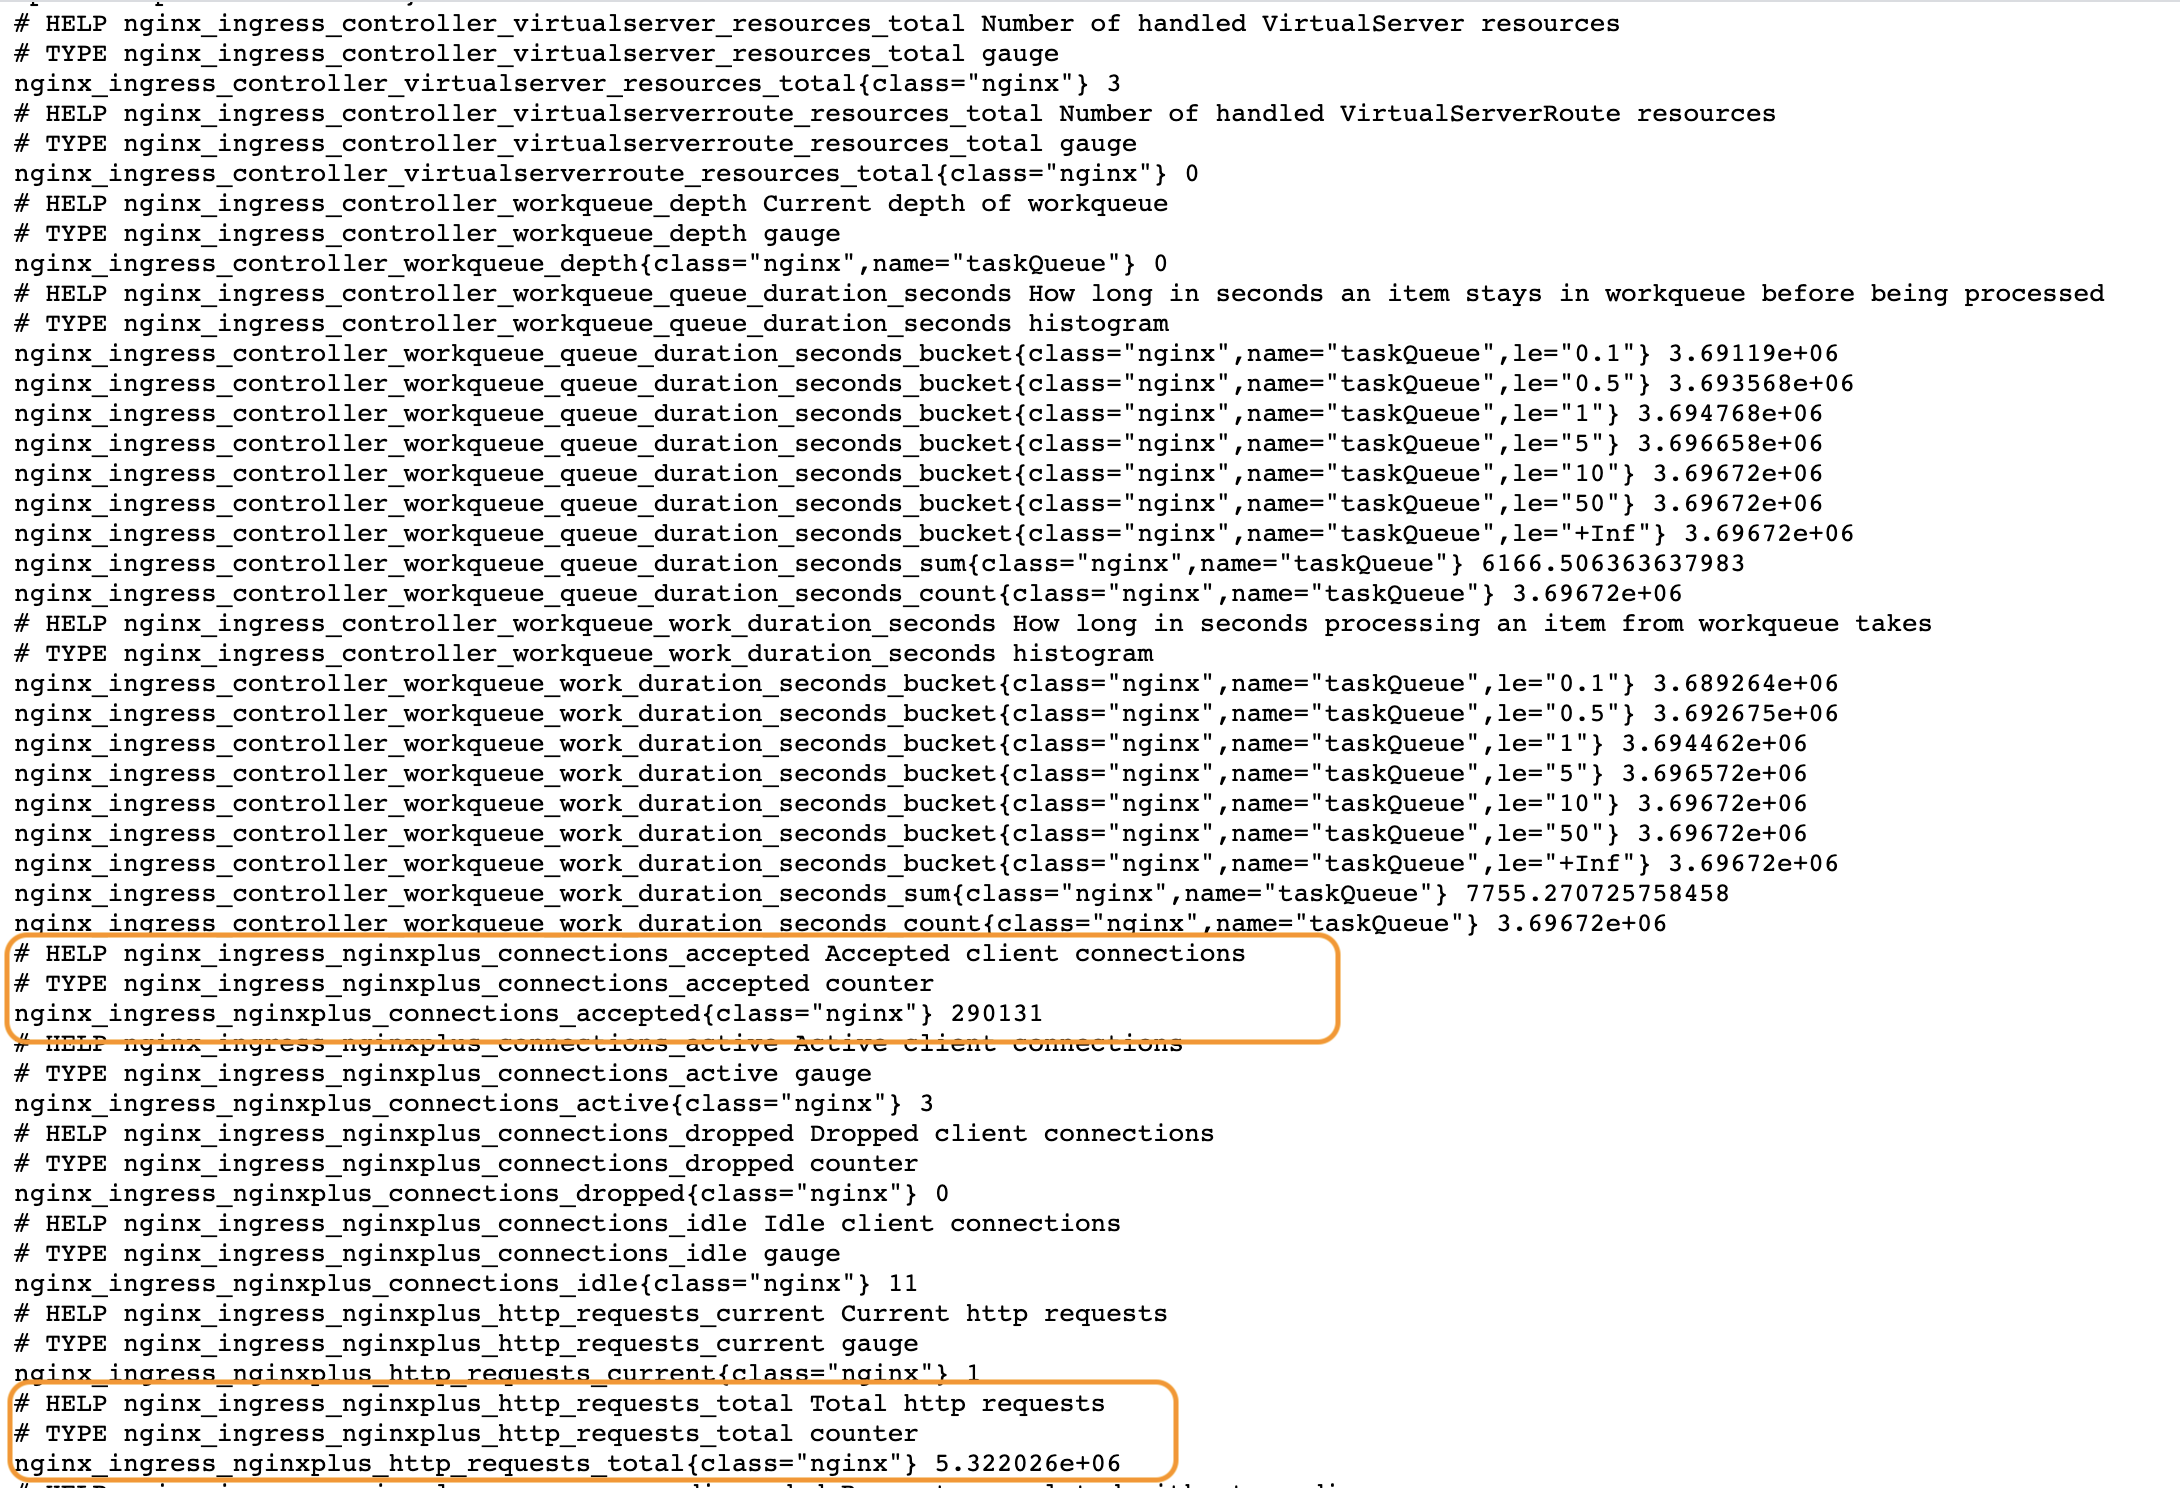 # HELP nginx_ingress_controller_virtualserver_resources_total Number of handled VirtualServer resources
# TYPE nginx_ingress_controller_virtualserver_resources_total gauge
nginx_ingress_controller_virtualserver_resources_total{class="nginx"} 3
# HELP nginx_ingress_controller_virtualserverroute_resources_total Number of handled VirtualServerRoute resources
# TYPE nginx_ingress_controller_virtualserverroute_resources_total gauge
nginx_ingress_controller_virtualserverroute_resources_total{class="nginx"} 0
# HELP nginx_ingress_controller_workqueue_depth Current depth of workqueue
# TYPE nginx_ingress_controller_workqueue_depth gauge
nginx_ingress_controller_workqueue_depth{class="nginx",name="taskQueue"} 0
# HELP nginx_ingress_controller_workqueue_queue_duration_seconds How long in seconds an item stays in workqueue before being processed
# TYPE nginx_ingress_controller_workqueue_queue_duration_seconds histogram
nginx_ingress_controller_workqueue_queue_duration_seconds_bucket{class="nginx",name="taskQueue",le="0.1"} 3.69119e+06
nginx_ingress_controller_workqueue_queue_duration_seconds_bucket{class="nginx",name="taskQueue",le="0.5"} 3.693568e+06
nginx_ingress_controller_workqueue_queue_duration_seconds_bucket{class="nginx",name="taskQueue",le="1"} 3.694768e+06
nginx_ingress_controller_workqueue_queue_duration_seconds_bucket{class="nginx",name="taskQueue",le="5"} 3.696658e+06
nginx_ingress_controller_workqueue_queue_duration_seconds_bucket{class="nginx",name="taskQueue",le="10"} 3.69672e+06
nginx_ingress_controller_workqueue_queue_duration_seconds_bucket{class="nginx",name="taskQueue",le="50"} 3.69672e+06
nginx_ingress_controller_workqueue_queue_duration_seconds_bucket{class="nginx",name="taskQueue",le="+Inf"} 3.69672e+06
nginx_ingress_controller_workqueue_queue_duration_seconds_sum{class="nginx",name="taskQueue"} 6166.506363637983
nginx_ingress_controller_workqueue_queue_duration_seconds_count{class="nginx",name="taskQueue"} 3.69672e+06
# HELP nginx_ingress_controller_workqueue_work_duration_seconds How long in seconds processing an item from workqueue takes
# TYPE nginx_ingress_controller_workqueue_work_duration_seconds histogram
nginx_ingress_controller_workqueue_work_duration_seconds_bucket{class="nginx",name="taskQueue",le="0.1"} 3.689264e+06
nginx_ingress_controller_workqueue_work_duration_seconds_bucket{class="nginx",name="taskQueue",le="0.5"} 3.692675e+06
nginx_ingress_controller_workqueue_work_duration_seconds_bucket{class="nginx",name="taskQueue",le="1"} 3.694462e+06
nginx_ingress_controller_workqueue_work_duration_seconds_bucket{class="nginx",name="taskQueue",le="5"} 3.696572e+06
nginx_ingress_controller_workqueue_work_duration_seconds_bucket{class="nginx",name="taskQueue",le="10"} 3.69672e+06
nginx_ingress_controller_workqueue_work_duration_seconds_bucket{class="nginx",name="taskQueue",le="50"} 3.69672e+06
nginx_ingress_controller_workqueue_work_duration_seconds_bucket{class="nginx",name="taskQueue",le="+Inf"} 3.69672e+06
nginx_ingress_controller_workqueue_work_duration_seconds_sum{class="nginx",name="taskQueue"} 7755.270725758458
nginx_ingress_controller_workqueue_work_duration_seconds_count{class="nginx",name="taskQueue"} 3.69672e+06
# HELP nginx_ingress_nginxplus_connections_accepted Accepted client connections
# TYPE nginx_ingress_nginxplus_connections_accepted counter
nginx_ingress_nginxplus_connections_accepted{class="nginx"} 290131
# HELP nginx_ingress_nginxplus_connections_active Active client connections
# TYPE nginx_ingress_nginxplus_connections_active gauge
nginx_ingress_nginxplus_connections_active{class="nginx"} 3
# HELP nginx_ingress_nginxplus_connections_dropped Dropped client connections
# TYPE nginx_ingress_nginxplus_connections_dropped counter
nginx_ingress_nginxplus_connections_dropped{class="nginx"} 0
# HELP nginx_ingress_nginxplus_connections_idle Idle client connections
# TYPE nginx_ingress_nginxplus_connections_idle gauge
nginx_ingress_nginxplus_connections_idle{class="nginx"} 11
# HELP nginx_ingress_nginxplus_http_requests_current Current http requests
# TYPE nginx_ingress_nginxplus_http_requests_current gauge
nginx_ingress_nginxplus_http_requests_current{class="nginx"} 1
# HELP nginx_ingress_nginxplus_http_requests_total Total http requests
# TYPE nginx_ingress_nginxplus_http_requests_total counter
nginx_ingress_nginxplus_http_requests_total{class="nginx"} 5.322026e+06